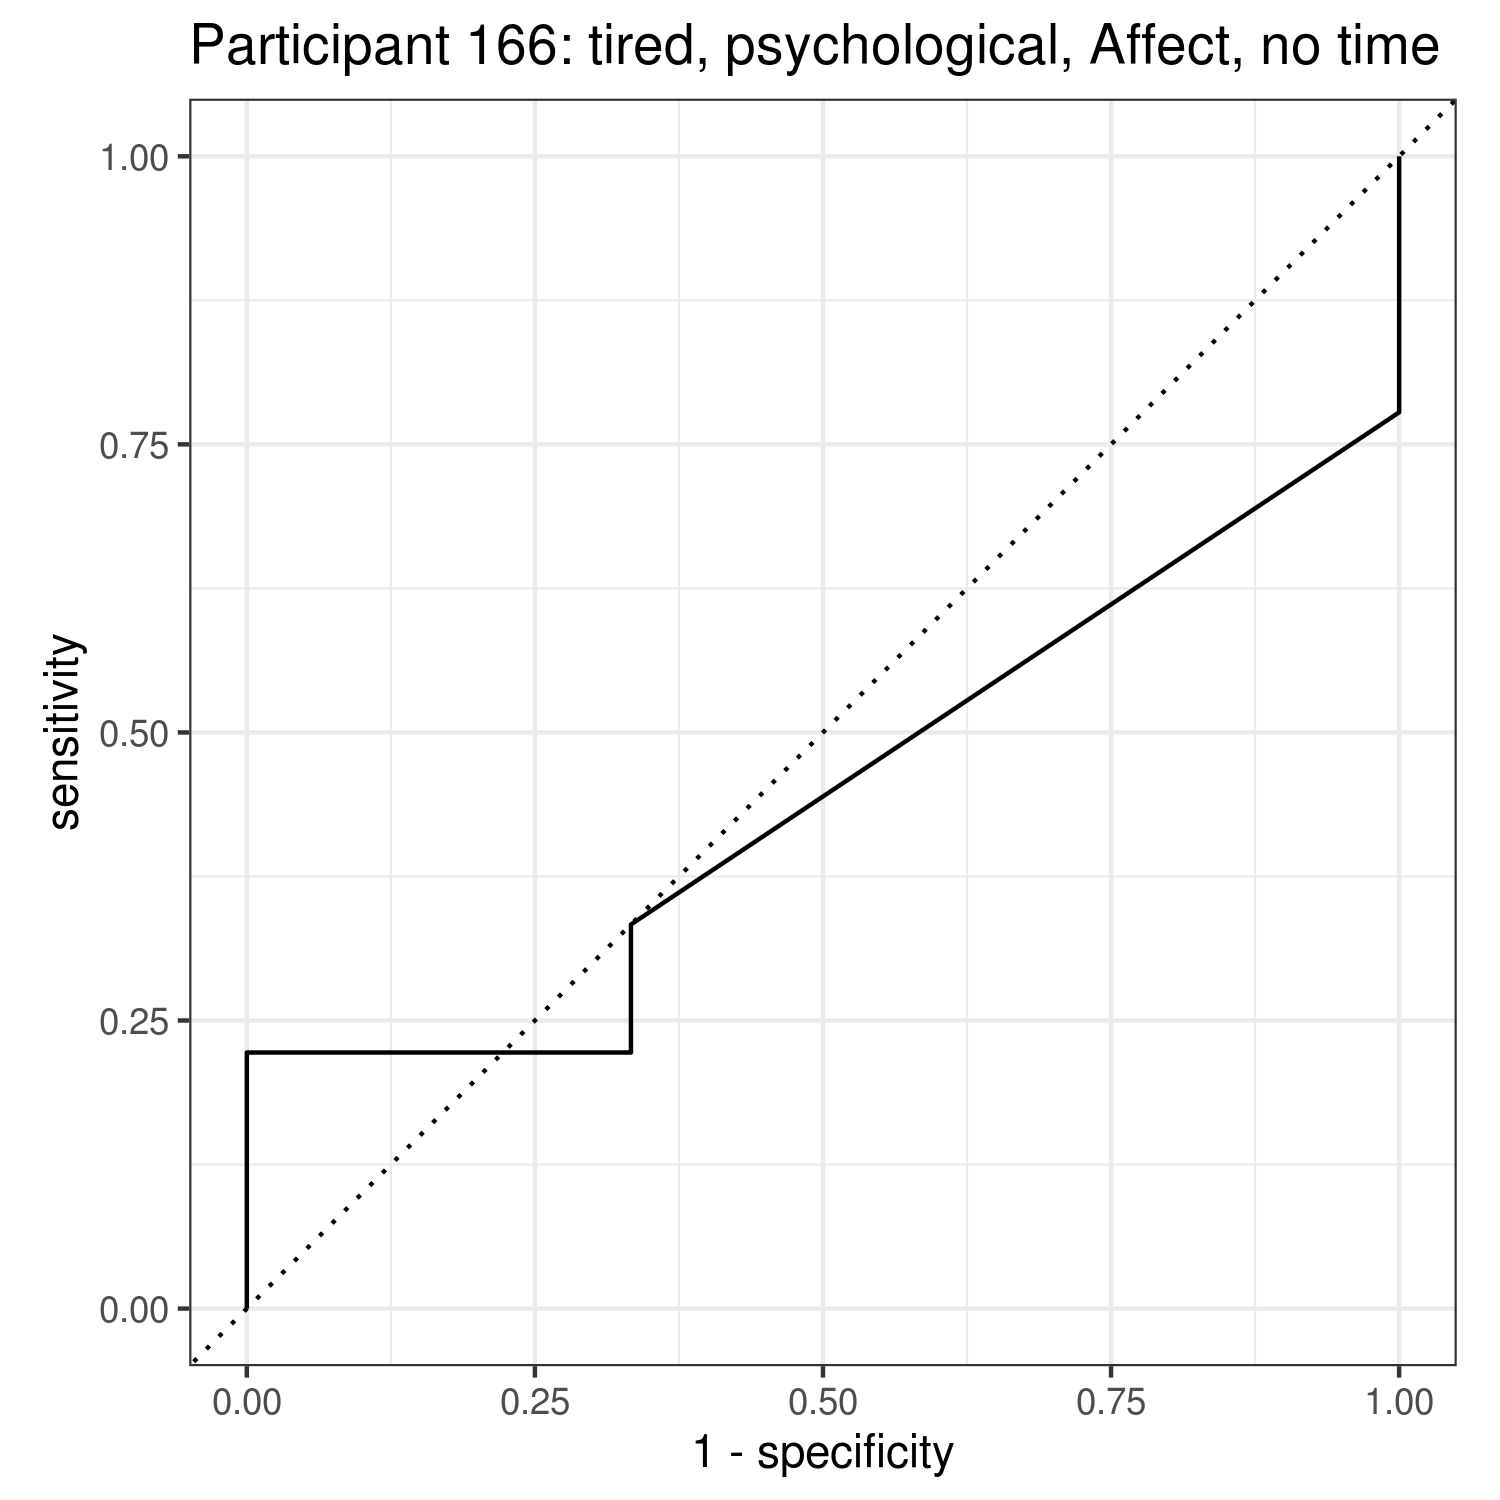 Participant 166: tired, psychological, Affect, no time
1.00
0.75
0.50
0.25
0.00
sensitivity
0.00 0.25 0.50 0.75 1.00
1 - specificity